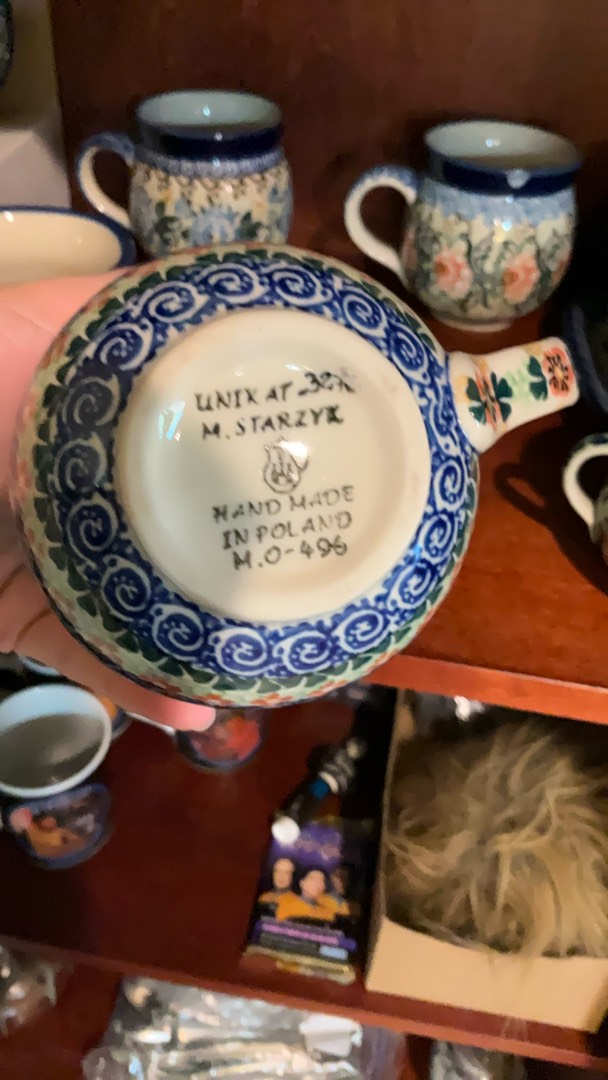 UNIKAT
M. STARZYK
HAND MADE
IN POLAND
M.O-496